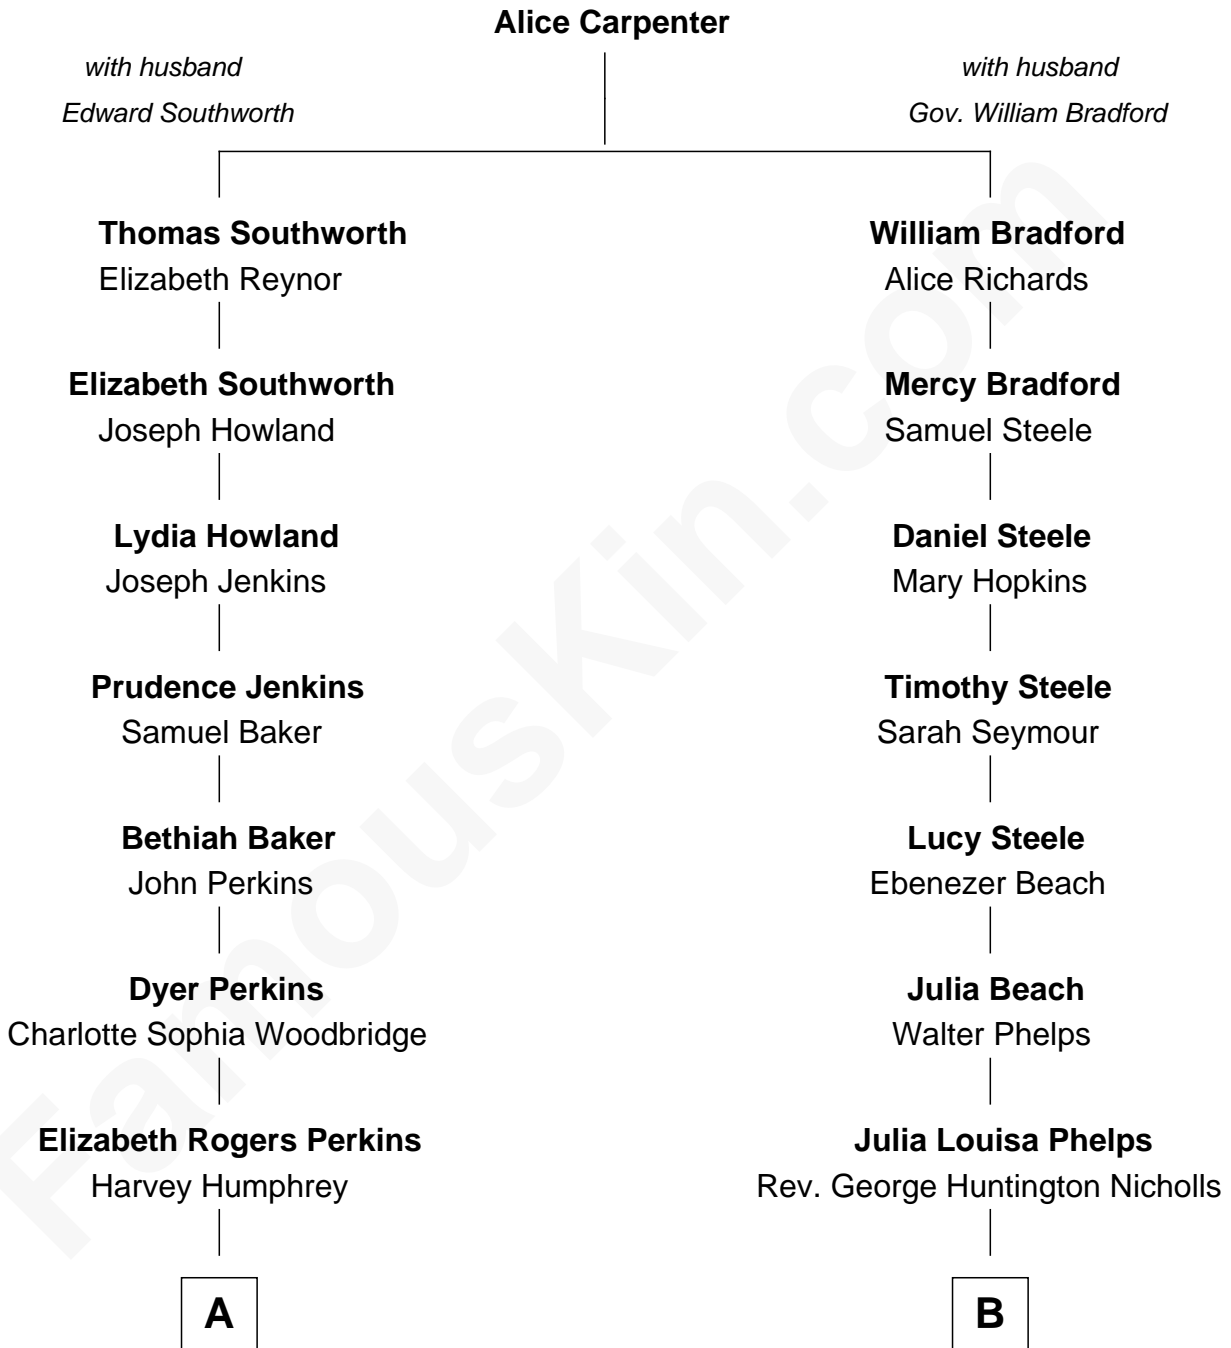 Alice Carpenter
with husband
Edward Southworth
with husband
Gov. William Bradford
Thomas Southworth
Elizabeth Reynor
William Bradford
Alice Richards
Elizabeth Southworth
Joseph Howland
Mercy Bradford
Samuel Steele
Lydia Howland
Joseph Jenkins
Daniel Steele
Mary Hopkins
Prudence Jenkins
Samuel Baker
Timothy Steele
Sarah Seymour
Bethiah Baker
John Perkins
Lucy Steele
Ebenezer Beach
Dyer Perkins
Charlotte Sophia Woodbridge
Julia Beach
Walter Phelps
Elizabeth Rogers Perkins
Harvey Humphrey
Julia Louisa Phelps
Rev. George Huntington Nicholls
A
B
FamousKin.com